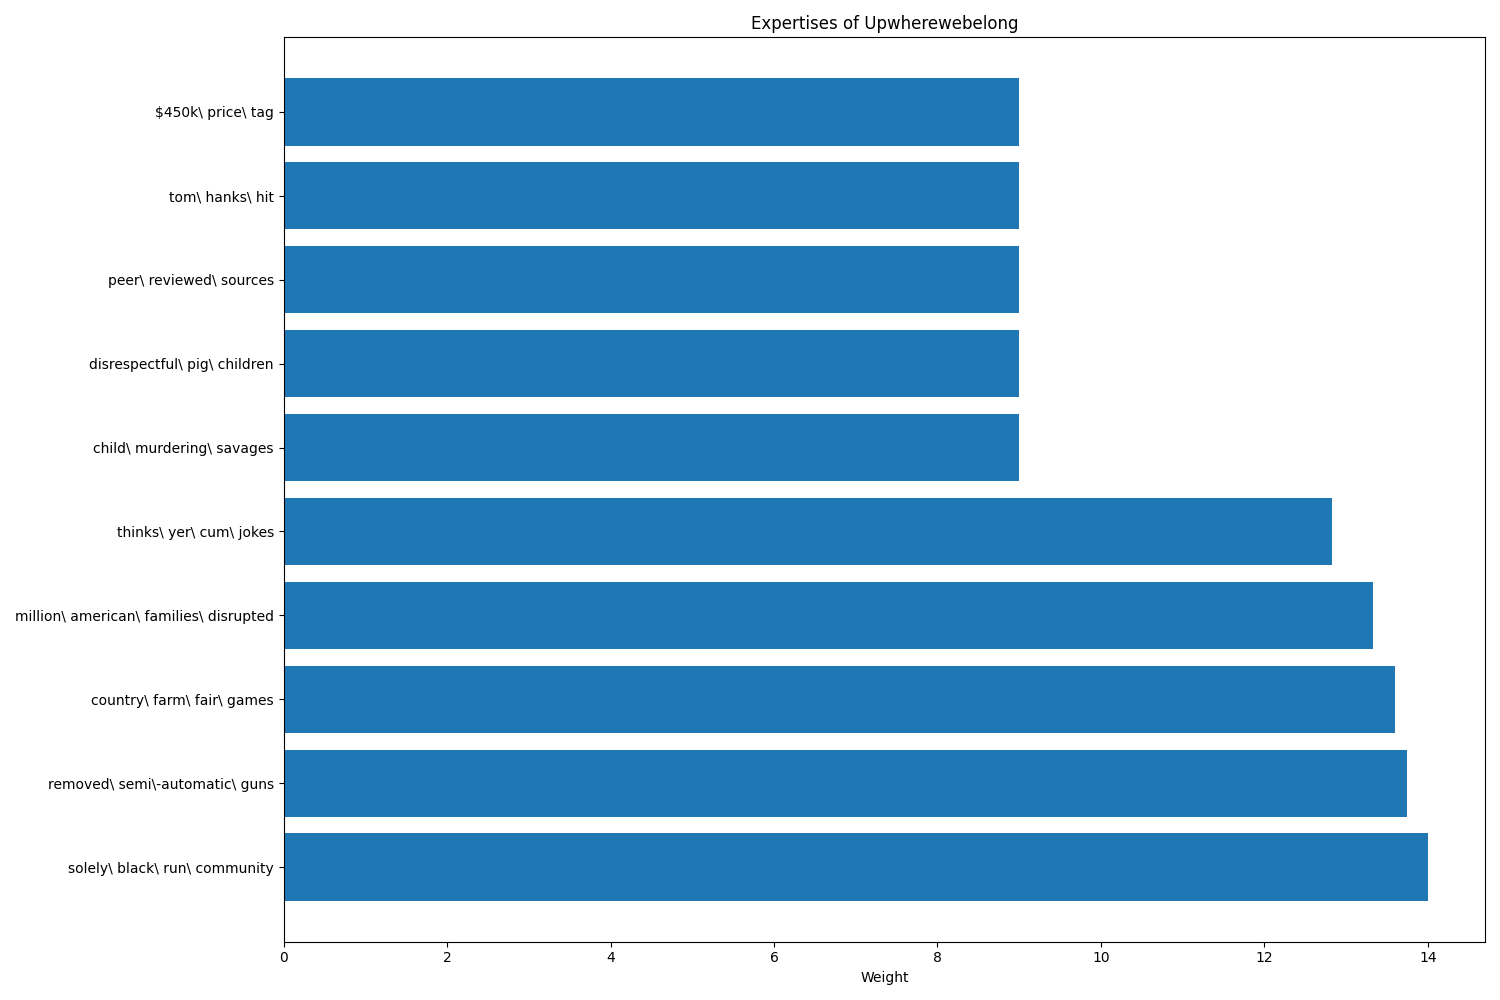 Expertises of Upwherewebelong
$450k\ price\ tag
tom\ hanks\ hit
peer\ reviewed\ sources
disrespectful\ pig\ children
child\ murdering\ savages
thinks\ yer\ cum\ jokes
million\ american\ families\ disrupted
country\ farm\ fair\ games
removed\ semi\-automatic\ guns
solely\ black\ run\ community
0 2 4 6 8 10 12 14
Weight